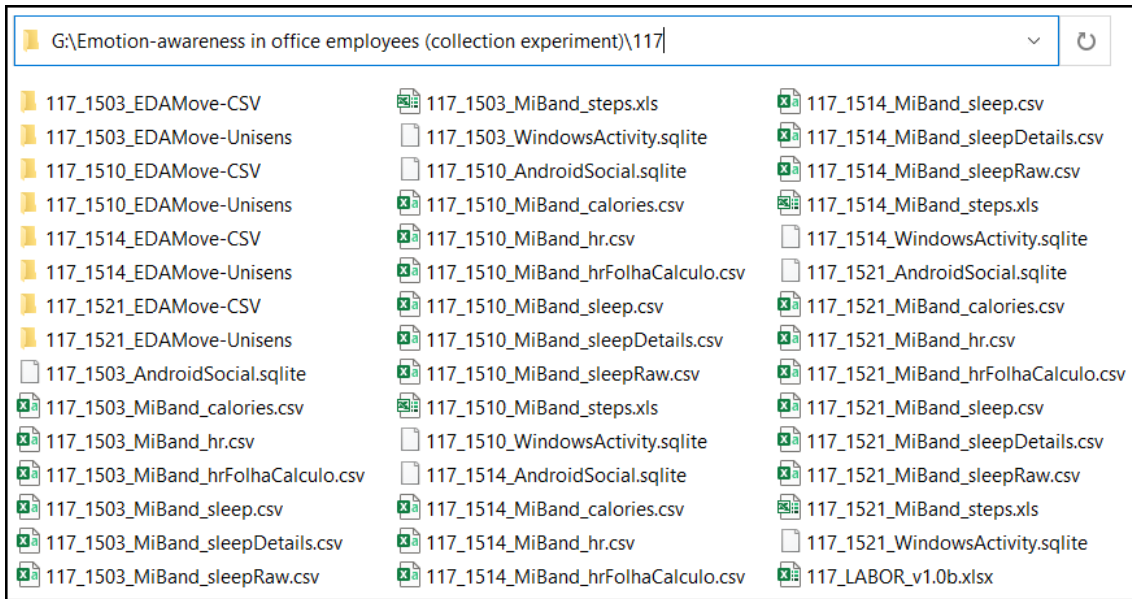 G:\Emotion-awareness in office employees (collection experiment)\117
117_1503_EDAMove-CSV
117_1503_EDAMove-Unisens
117_1510_EDAMove-CSV
117_1510_EDAMove-Unisens
117_1514_EDAMove-CSV
117_1514_EDAMove-Unisens
117_1521_EDAMove-CSV
117_1521_EDAMove-Unisens
117_1503_AndroidSocial.sqlite
117_1503_MiBand_calories.csv
117_1503_MiBand_hr.csv
117_1503_MiBand_hrFolhaCalculo.csv
117_1503_MiBand_sleep.csv
117_1503_MiBand_sleepDetails.csv
117_1503_MiBand_sleepRaw.csv
117_1503_MiBand_steps.xls
117_1503_WindowsActivity.sqlite
117_1510_AndroidSocial.sqlite
117_1510_MiBand_calories.csv
117_1510_MiBand_hr.csv
117_1510_MiBand_hrFolhaCalculo.csv
117_1510_MiBand_sleep.csv
117_1510_MiBand_sleepDetails.csv
117_1510_MiBand_sleepRaw.csv
117_1510_MiBand_steps.xls
117_1510_WindowsActivity.sqlite
117_1514_AndroidSocial.sqlite
117_1514_MiBand_calories.csv
117_1514_MiBand_hr.csv
117_1514_MiBand_hrFolhaCalculo.csv
117_1514_MiBand_sleep.csv
117_1514_MiBand_sleepDetails.csv
117_1514_MiBand_sleepRaw.csv
117_1514_MiBand_steps.xls
117_1514_WindowsActivity.sqlite
117_1521_AndroidSocial.sqlite
117_1521_MiBand_calories.csv
117_1521_MiBand_hr.csv
117_1521_MiBand_hrFolhaCalculo.csv
117_1521_MiBand_sleep.csv
117_1521_MiBand_sleepDetails.csv
117_1521_MiBand_sleepRaw.csv
117_1521_MiBand_steps.xls
117_1521_WindowsActivity.sqlite
117_LABOR_v1.0b.xlsx